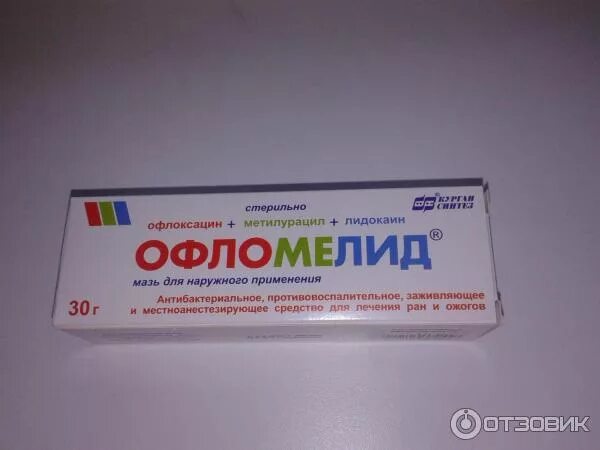 стерильно
КУРГАН
СИНТЕЗ
офлоксацин + метилурацил + лидокаин
ОФЛОМЕЛИД®
мазь для наружного применения
30 г
Антибактериальное, противовоспалительное, заживляющее
и местноанестезирующее средство для лечения ран и ожогов
ОТЗОВИК